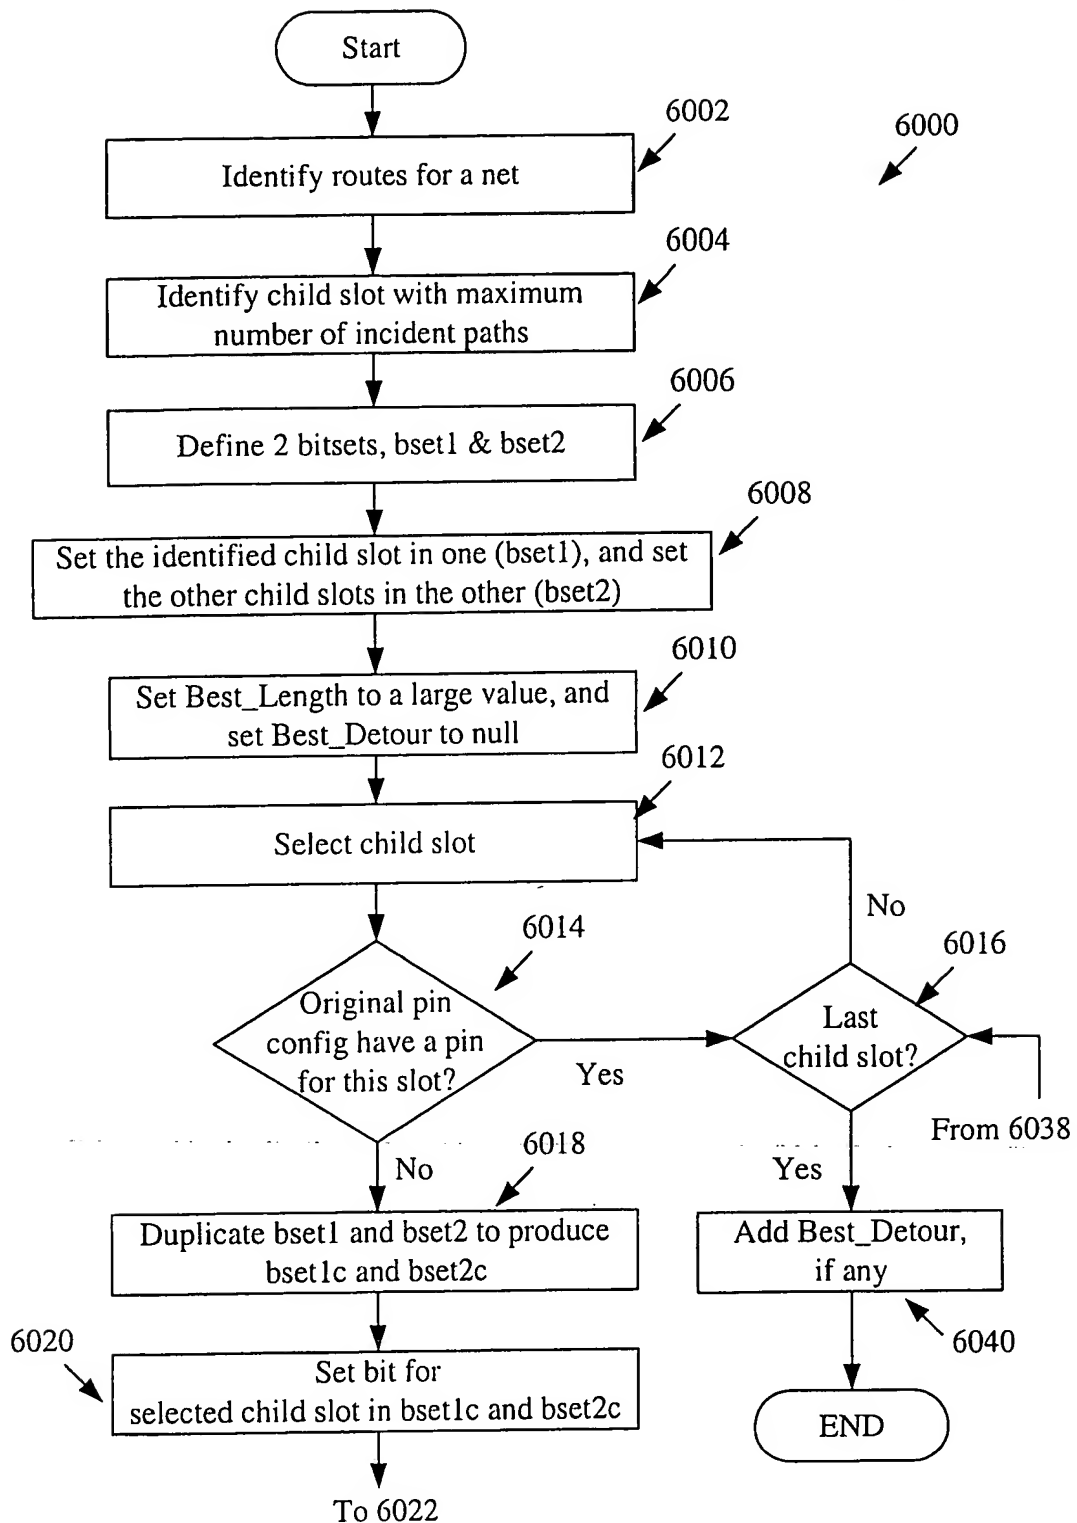 Start
6002
6000
Identify routes for a net
6004
Identify child slot with maximum
number of incident paths
6006
Define 2 bitsets, bset1 & bset2
6008
Set the identified child slot in one (bset1), and set
the other child slots in the other (bset2)
6010
Set Best_Length to a large value, and
set Best_Detour to null
6012
Select child slot
No
6014
6016
Original pin
config have a pin
for this slot?
Last
child slot?
Yes
From 6038
No
6018
Yes
Duplicate bset1 and bset2 to produce
bset1c and bset2c
Add Best_Detour,
if any
6020
6040
Set bit for
selected child slot in bset1c and bset2c
END
To 6022